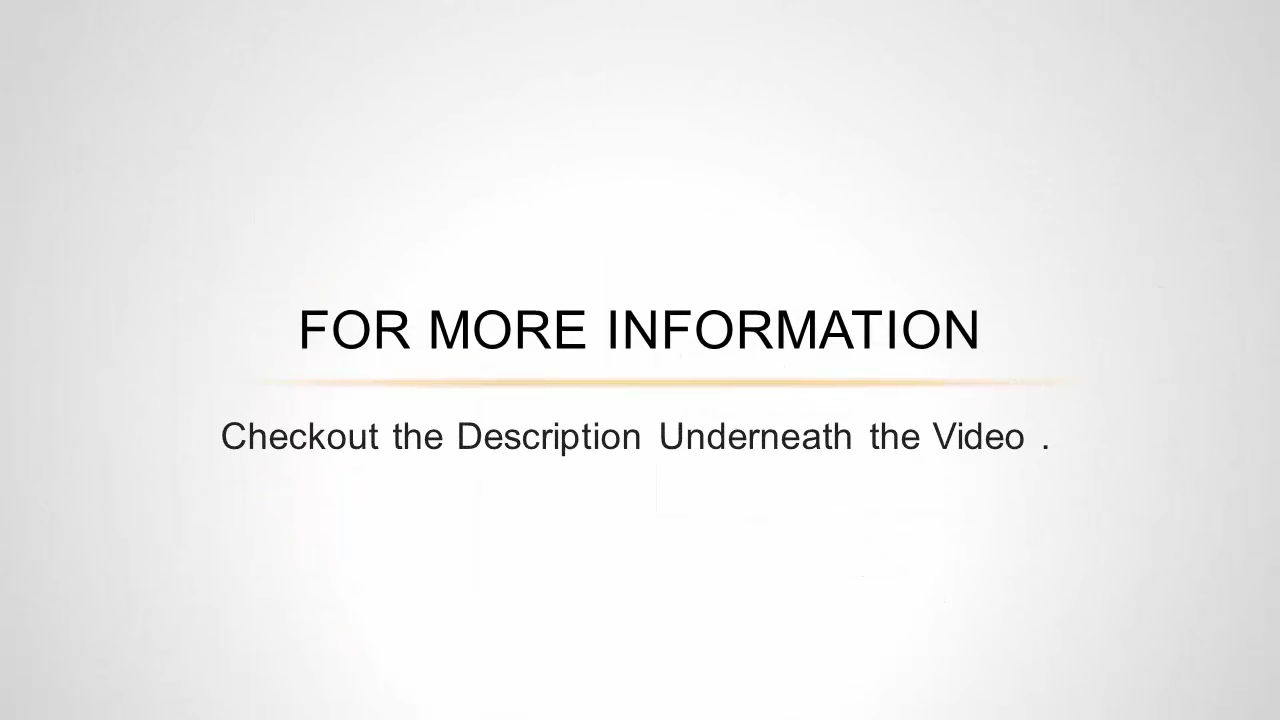 FOR MORE INFORMATION
Checkout the Description Underneath the Video .